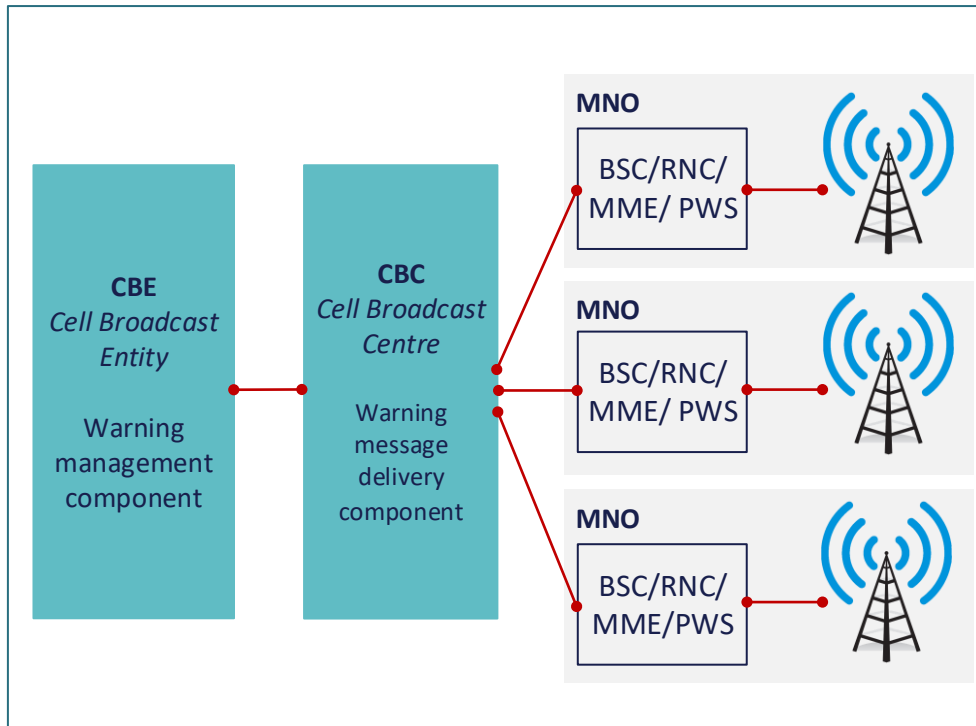 CBE
Cell Broadcast
Entity
Warning
management
component
CBC
Cell Broadcast
Centre
Warning
message
delivery
component
MNO
BSC/RNC/
MME/ PWS
MNO
BSC/RNC/
MME/ PWS
MNO
BSC/RNC/
MME/PWS